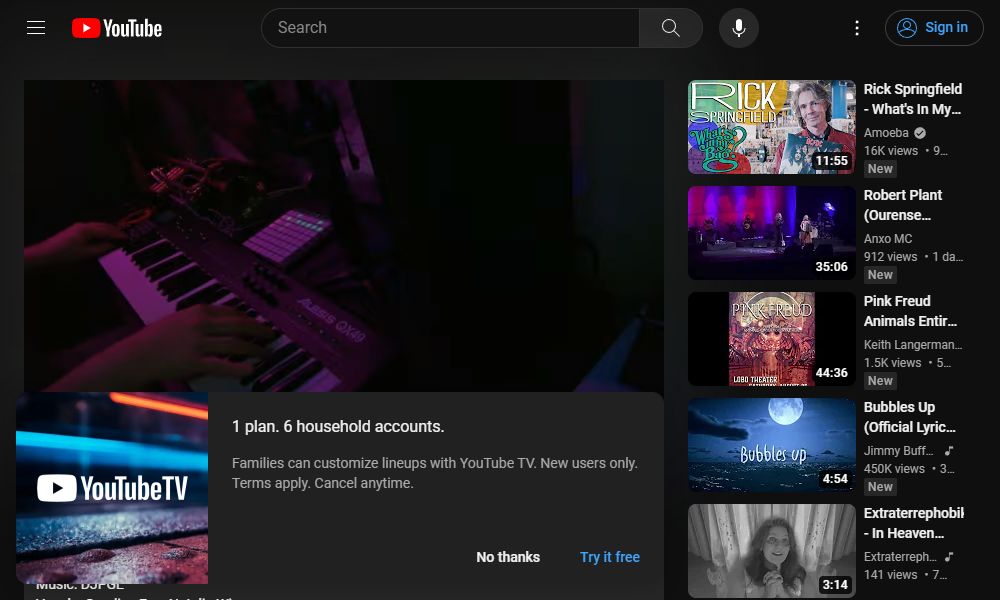 YouTube
Search
Sign in
ALESIS QX49
YouTubeTV
1 plan. 6 household accounts.
Families can customize lineups with YouTube TV. New users only.
Terms apply. Cancel anytime.
No thanks
Try it free
Music: DJPGL
RICK
SPRINGFIELD
What's
In My
Bag?
11:55
Rick Springfield
- What's In My…
Amoeba
16K views • 9…
New
35:06
Robert Plant
(Ourense…
Anxo MC
912 views • 1 da…
New
PINK FREUD
LOBO THEATER
44:36
Pink Freud
Animals Entir…
Keith Langerman…
1.5K views • 5…
New
Bubbles up
4:54
Bubbles Up
(Official Lyric…
Jimmy Buff…
450K views • 3…
New
3:14
Extraterrephobi
- In Heaven…
Extraterreph…
141 views • 7…